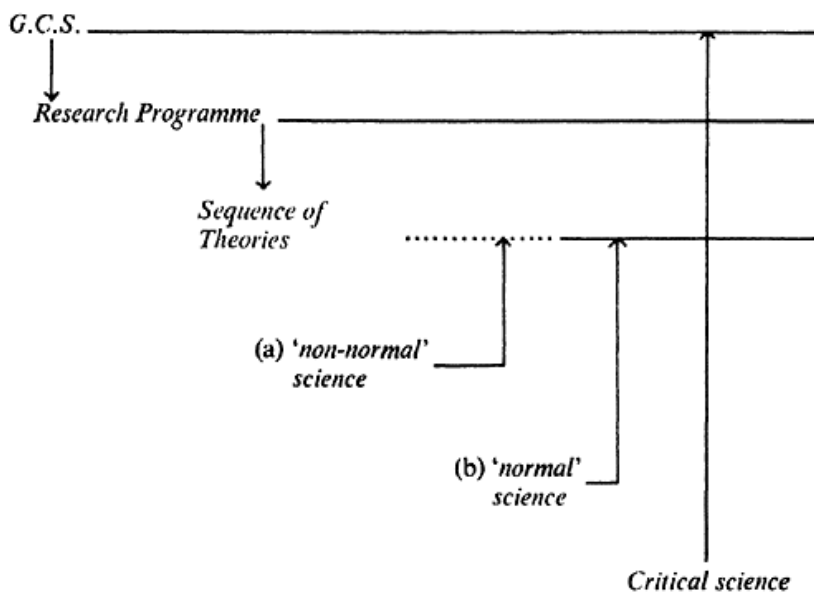 G.C.S.
Research Programme
Sequence of
Theories
(a) 'non-normal'
science
(b) 'normal'
science
Critical science